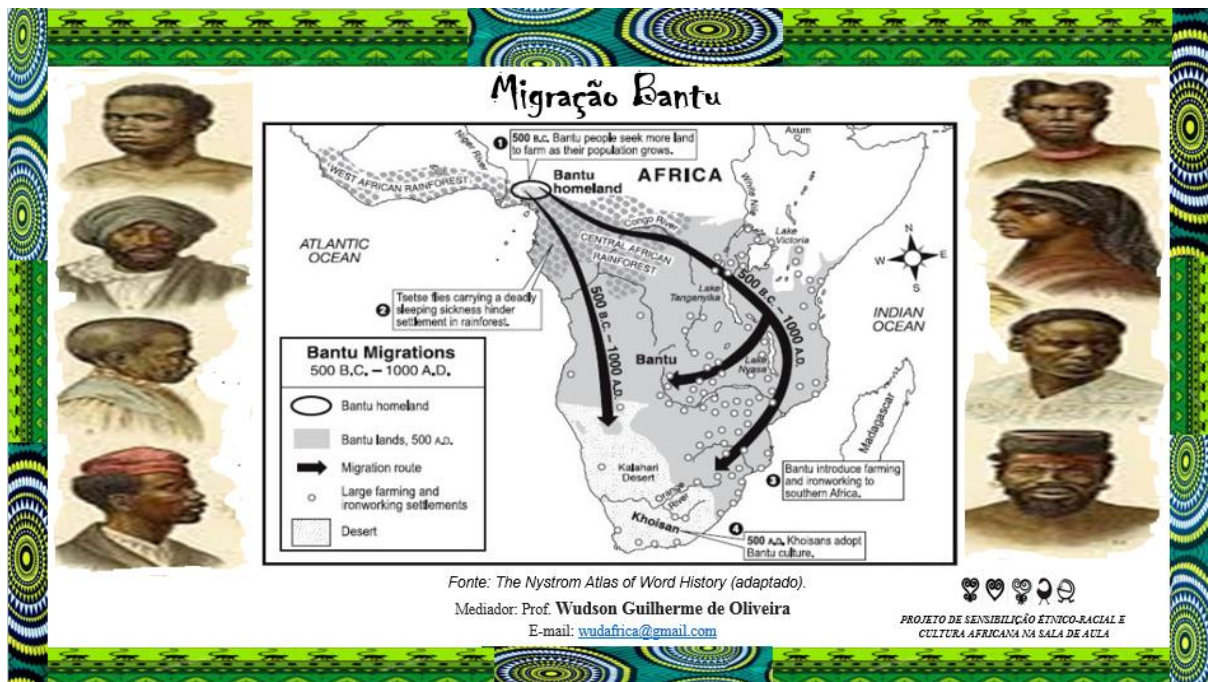 Migração Bantu
1 500 B.C. Bantu people seek more land
to farm as their population grows.
Axum
Niger River
WEST AFRICAN RAINFOREST
Bantu
homeland
AFRICA
White Nile
Congo River
CENTRAL AFRICAN
RAINFOREST
Lake
Victoria
ATLANTIC
OCEAN
N
W E
S
2 Tsetse flies carrying a deadly
sleeping sickness hinder
settlement in rainforest.
500 B.C. – 1000 A.D.
Lake
Tanganyika
500 B.C. – 1000 A.D.
INDIAN
OCEAN
Bantu
Lake
Nyasa
Madagascar
Bantu Migrations
500 B.C. – 1000 A.D.
Bantu homeland
Bantu lands, 500 A.D.
Migration route
Large farming and
ironworking settlements
Desert
Kalahari
Desert
Orange
River
3 Bantu introduce farming
and ironworking to
southern Africa.
Khoisan
4 500 A.D. Khoisans adopt
Bantu culture.
Fonte: The Nystrom Atlas of Word History (adaptado).
Mediador: Prof. Wudson Guilherme de Oliveira
E-mail: wudafrica@gmail.com
PROJETO DE SENSIBILIÇÃO ÉTNICO-RACIAL E
CULTURA AFRICANA NA SALA DE AULA